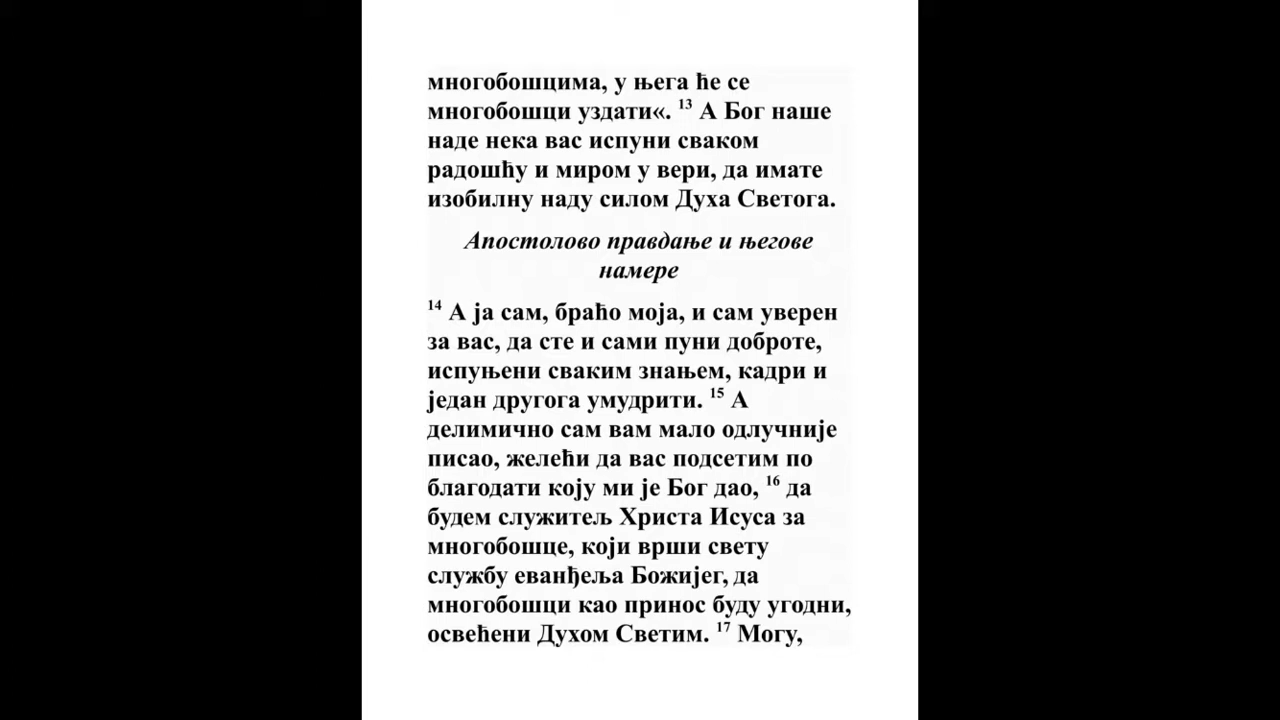 многобошцима, у њега ће се
многобошци уздати«. 13 А Бог наше
наде нека вас испуни сваком
радошћу и миром у вери, да имате
изобилну наду силом Духа Светога.
Апостолово правдање и његове
намере
14 А ја сам, браћо моја, и сам уверен
за вас, да сте и сами пуни доброте,
испуњени сваким знањем, кадри и
један другога умудрити. 15 А
делимично сам вам мало одлучније
писао, желећи да вас подсетим по
благодати коју ми је Бог дао, 16 да
будем служитељ Христа Исуса за
многобошце, који врши свету
службу еванђеља Божијег, да
многобошци као принос буду угодни,
освећени Духом Светим. 17 Могу,